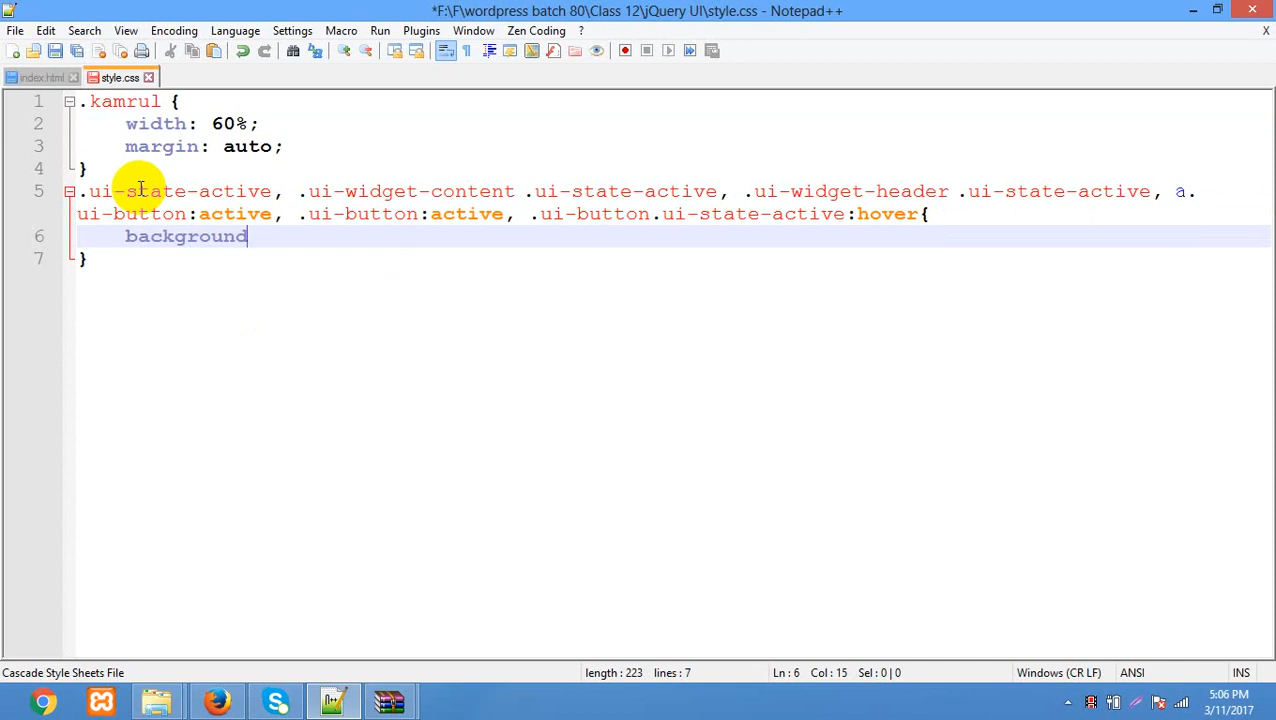 *F:\F\wordpress batch 80\Class 12\jQuery UI\style.css - Notepad++
File Edit Search View Encoding Language Settings Macro Run Plugins Window Zen Coding ? X
index.html style.css
1 .kamrul {
2 width: 60%;
3 margin: auto;
4 }
5 .ui-state-active, .ui-widget-content .ui-state-active, .ui-widget-header .ui-state-active, a.
ui-button:active, .ui-button:active, .ui-button.ui-state-active:hover{
6 background
7 }
Cascade Style Sheets File length : 223 lines : 7 Ln : 6 Col : 15 Sel : 0 | 0 Windows (CR LF) ANSI INS
5:06 PM
3/11/2017